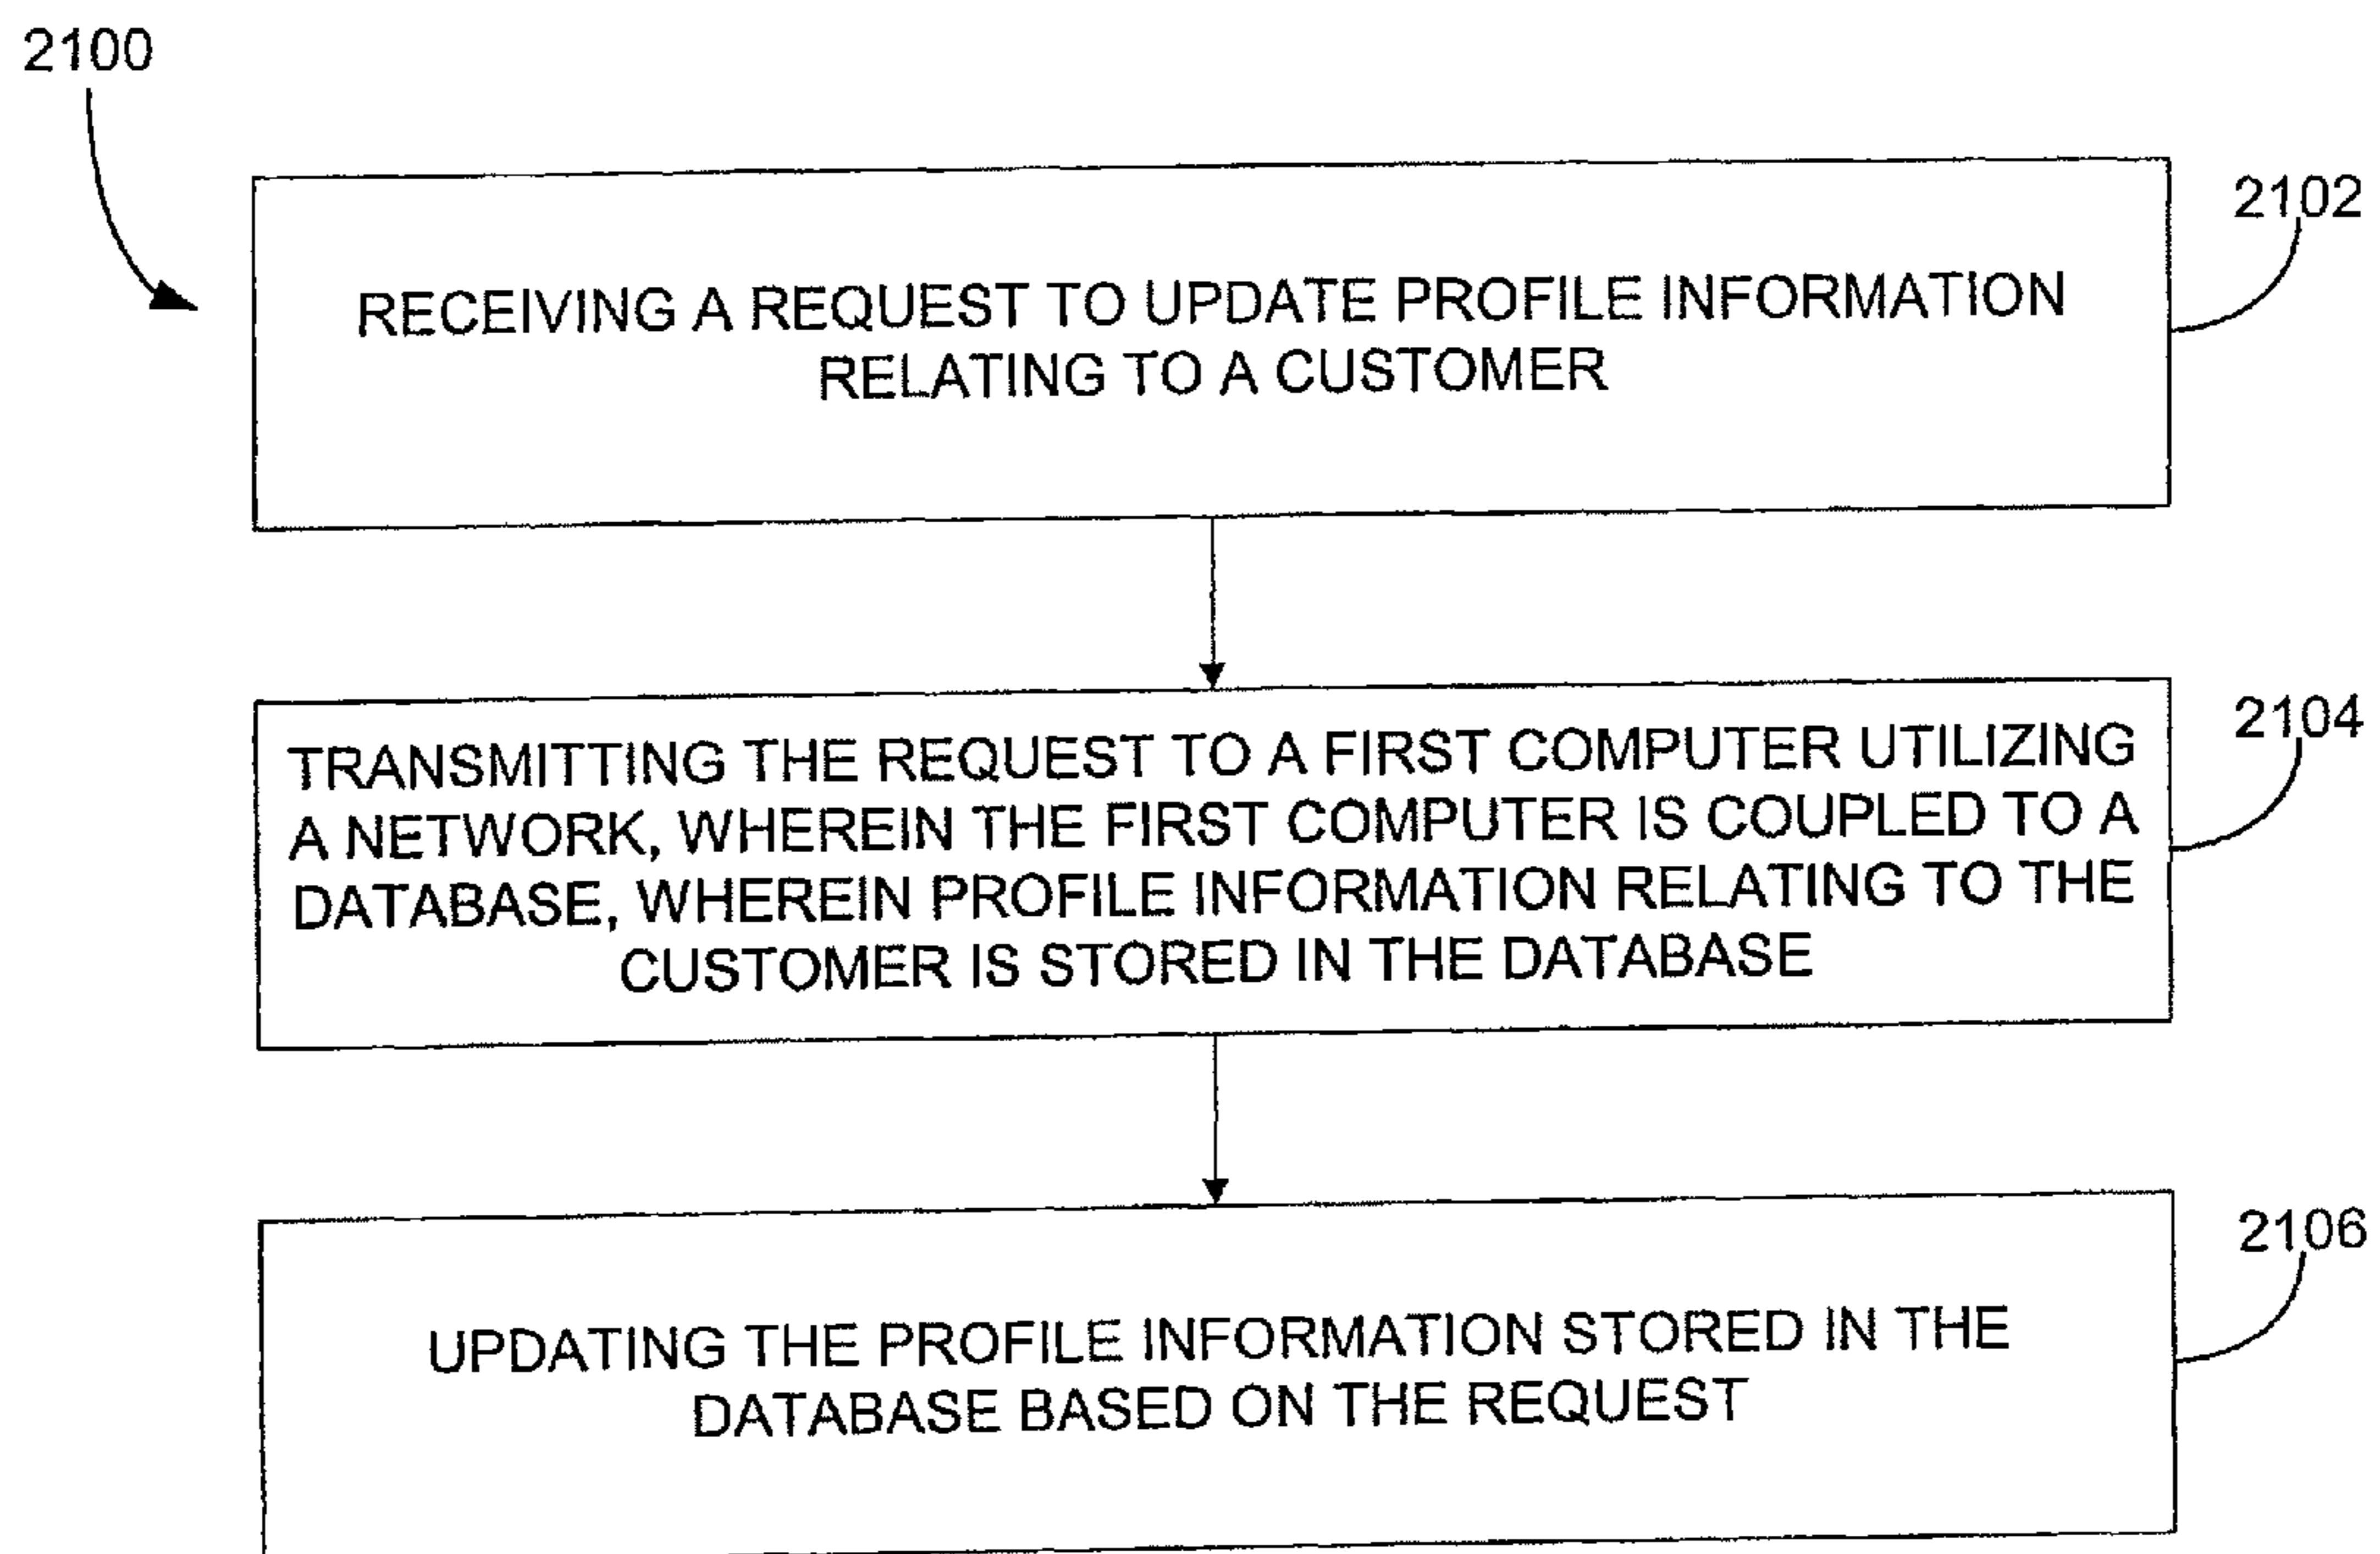 2100
2102
RECEIVING A REQUEST TO UPDATE PROFILE INFORMATION
RELATING TO A CUSTOMER
2104
TRANSMITTING THE REQUEST TO A FIRST COMPUTER UTILIZING
A NETWORK, WHEREIN THE FIRST COMPUTER IS COUPLED TO A
DATABASE, WHEREIN PROFILE INFORMATION RELATING TO THE
CUSTOMER IS STORED IN THE DATABASE
2106
UPDATING THE PROFILE INFORMATION STORED IN THE
DATABASE BASED ON THE REQUEST